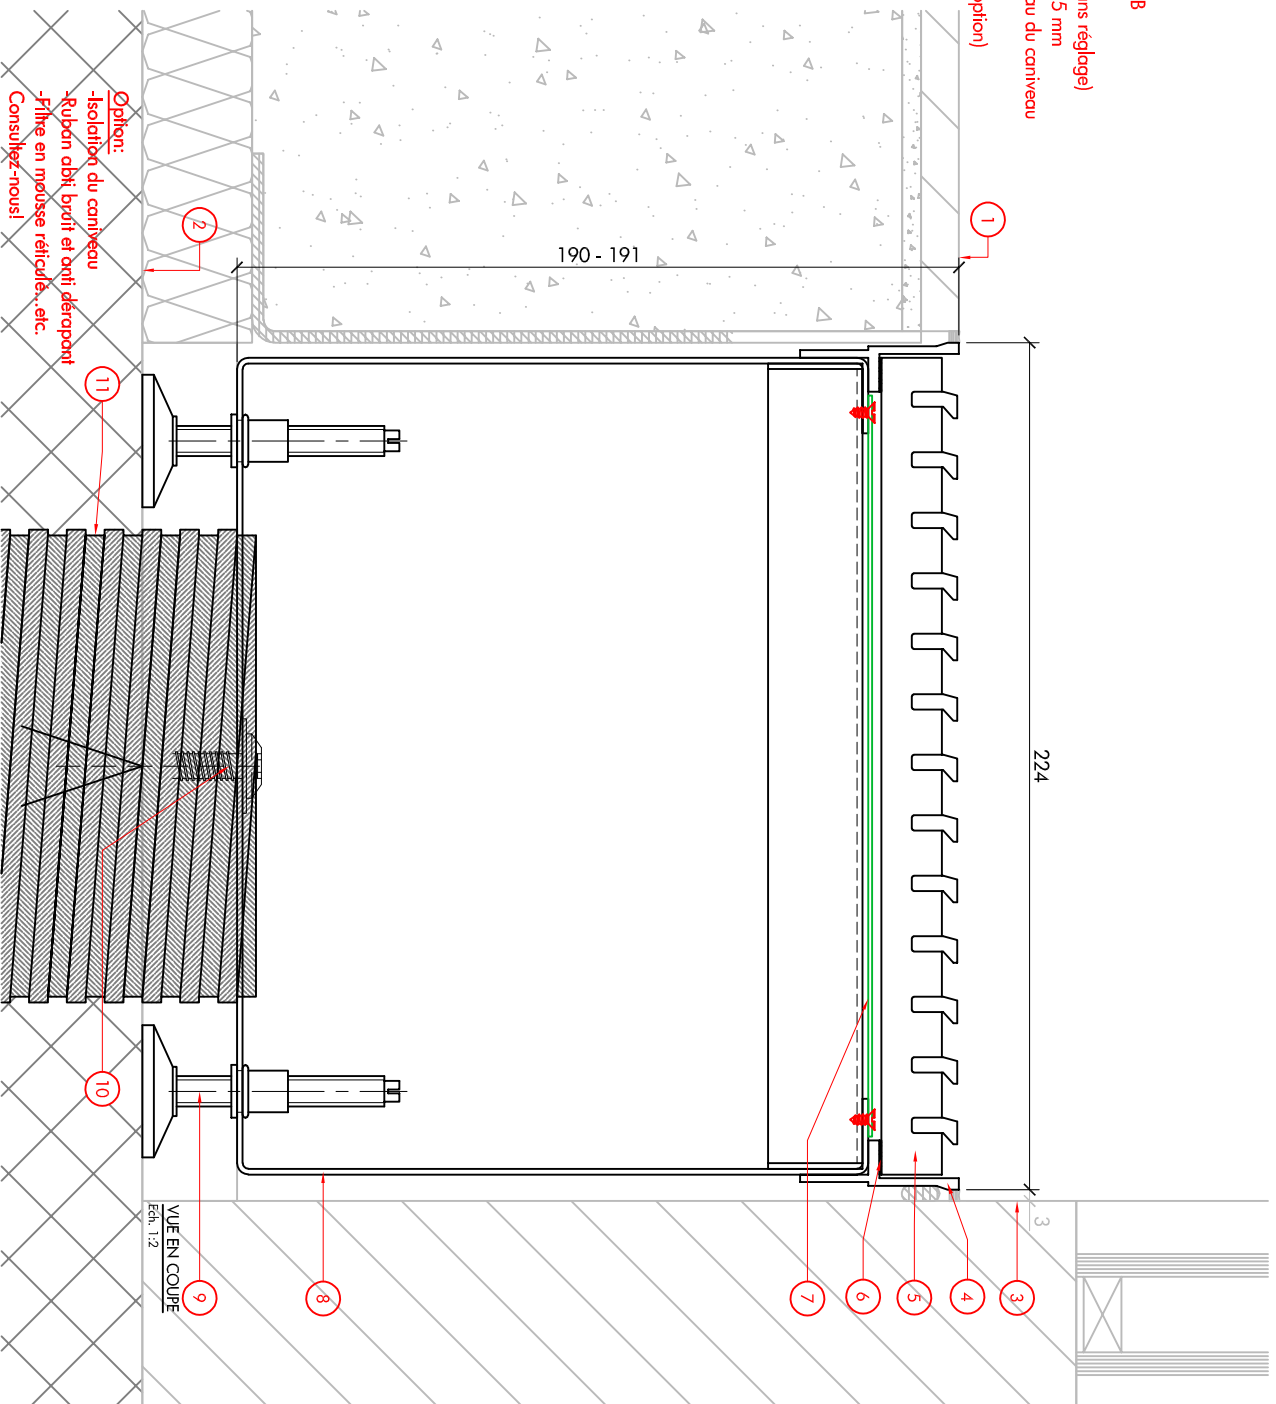 B
ns réglage)
5 mm
au du caniveau
ption)
1
2
190 - 191
224
3
Option:
-Isolation du caniveau
-Ruban abti bruit et anti dérapant
-Filtre en mousse réticulé...etc.
Consultez-nous!
11
10
9
8
7
6
5
4
3
VUE EN COUPE
Ech. 1:2